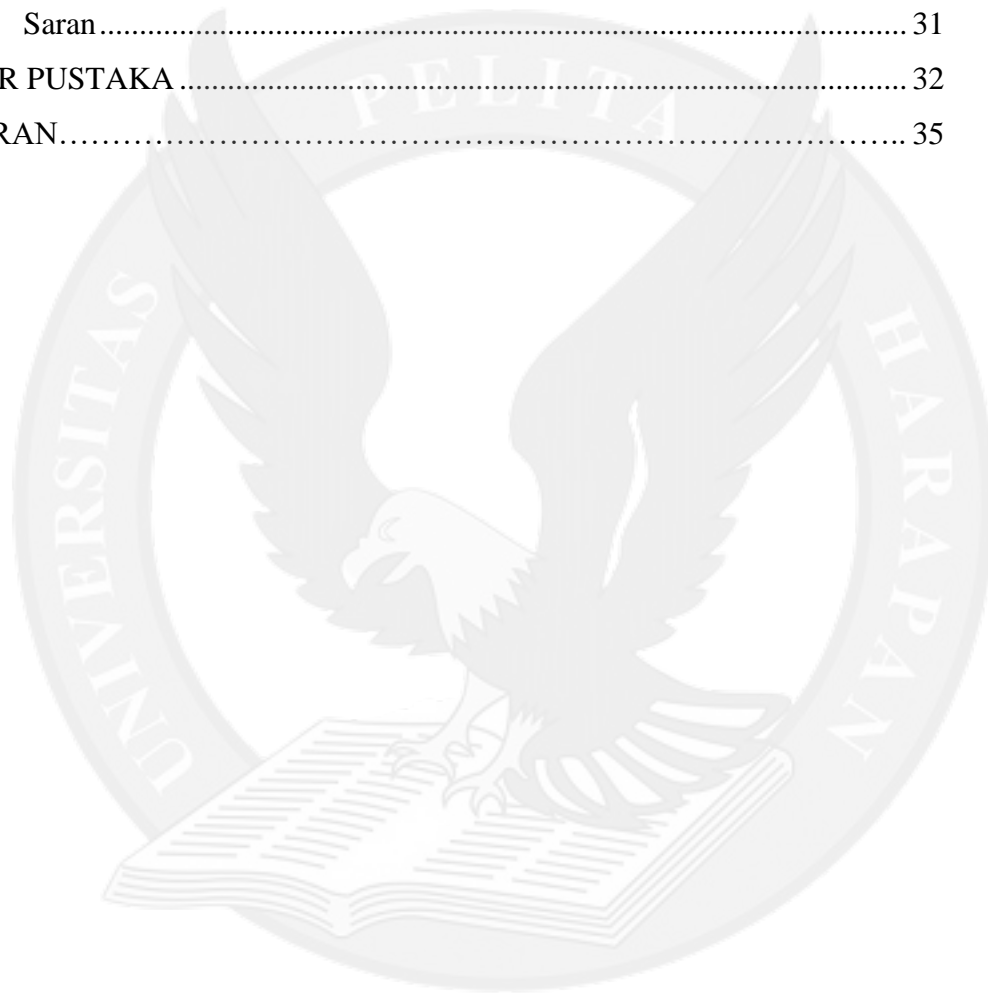 Saran........................................................................................................ 31
R PUSTAKA .............................................................................................. 32
RAN………………………………………………………………………….. 35
UNIVERSITAS PELITA HARAPAN